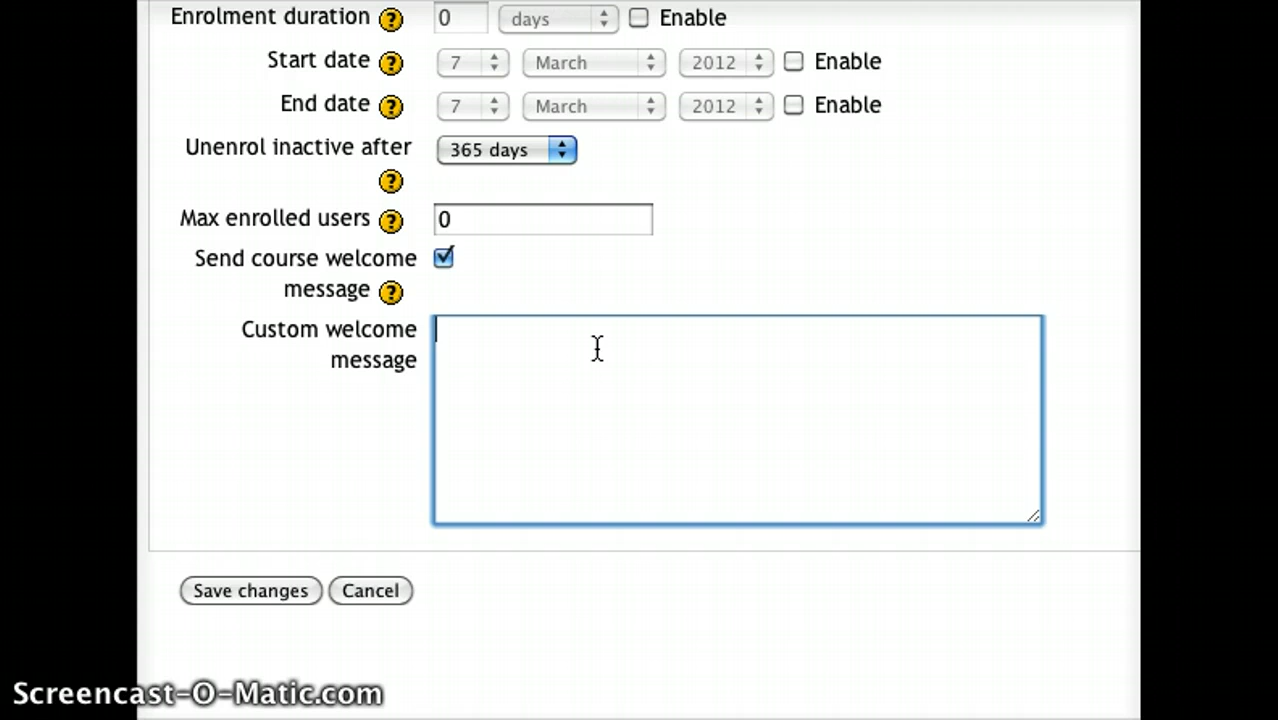 Enrolment duration ? 0 days Enable
Start date ? 7 March 2012 Enable
End date ? 7 March 2012 Enable
Unenrol inactive after 365 days
?
Max enrolled users ? 0
Send course welcome
message ?
Custom welcome
message
Save changes Cancel
Screencast-O-Matic.com